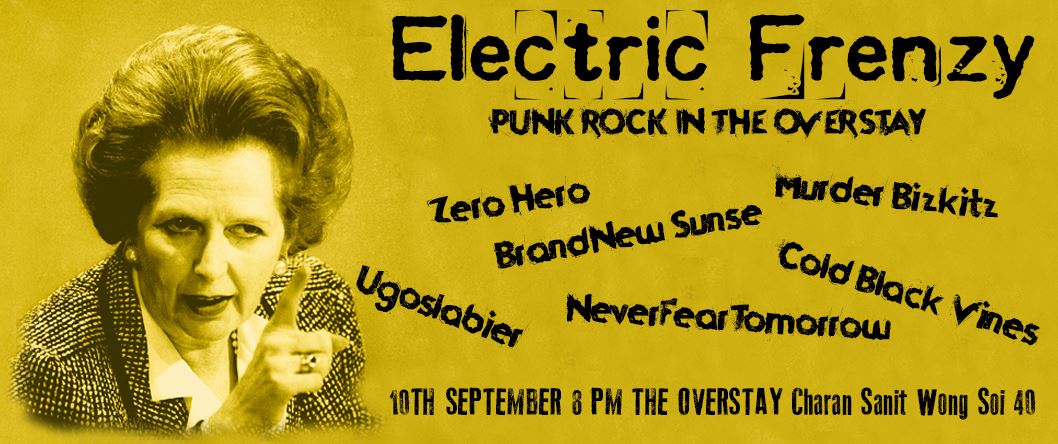 Electric Frenzy
PUNK ROCK IN THE OVERSTAY
Zero Hero
Murder Bizkitz
BrandNew Sunse
Cold Black Vines
Ugoslabier
NeverFearTomorrow
10TH SEPTEMBER 8 PM THE OVERSTAY Charan Sanit Wong Soi 40